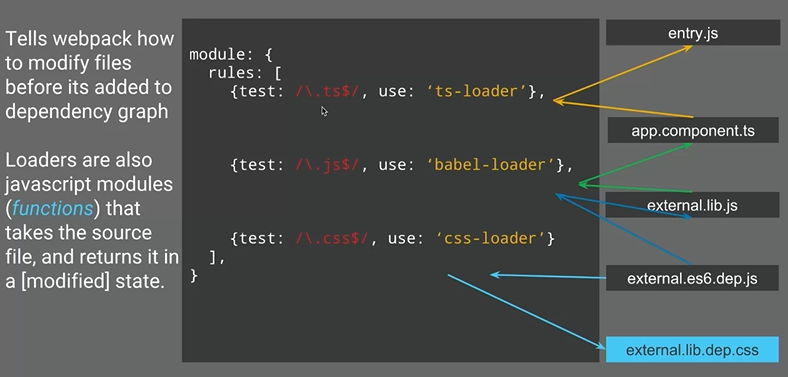 Tells webpack how
to modify files
before its added to
dependency graph
Loaders are also
javascript modules
(functions) that
takes the source
file, and returns it in
a [modified] state.
module: {
rules: [
{test: /\.ts$/, use: ‘ts-loader’},
{test: /\.js$/, use: ‘babel-loader’},
{test: /\.css$/, use: ‘css-loader’}
],
}
entry.js
app.component.ts
external.lib.js
external.es6.dep.js
external.lib.dep.css